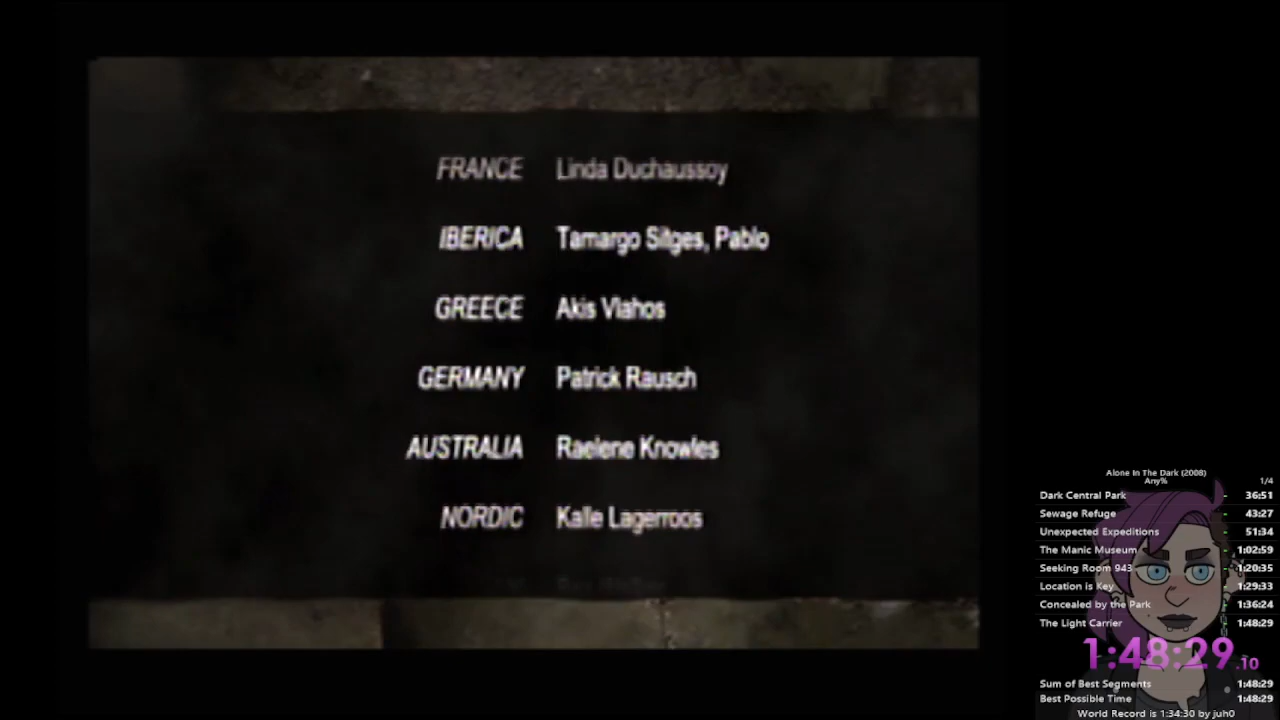 FRANCE Linda Duchaussoy
IBERICA Tamargo Sitges, Pablo
GREECE Akis Vlahos
GERMANY Patrick Rausch
AUSTRALIA Raelene Knowles
NORDIC Kalle Lagerroos
Alone In The Dark (2008)
Any% 1/4
Dark Central Park - 36:51
Sewage Refuge - 43:27
Unexpected Expeditions - 51:34
The Manic Museum - 1:02:59
Seeking Room 943 - 1:20:35
Location is Key - 1:29:33
Concealed by the Park - 1:36:24
The Light Carrier - 1:48:29
1:48:29.10
Sum of Best Segments 1:48:29
Best Possible Time 1:48:29
World Record is 1:34:30 by juh0